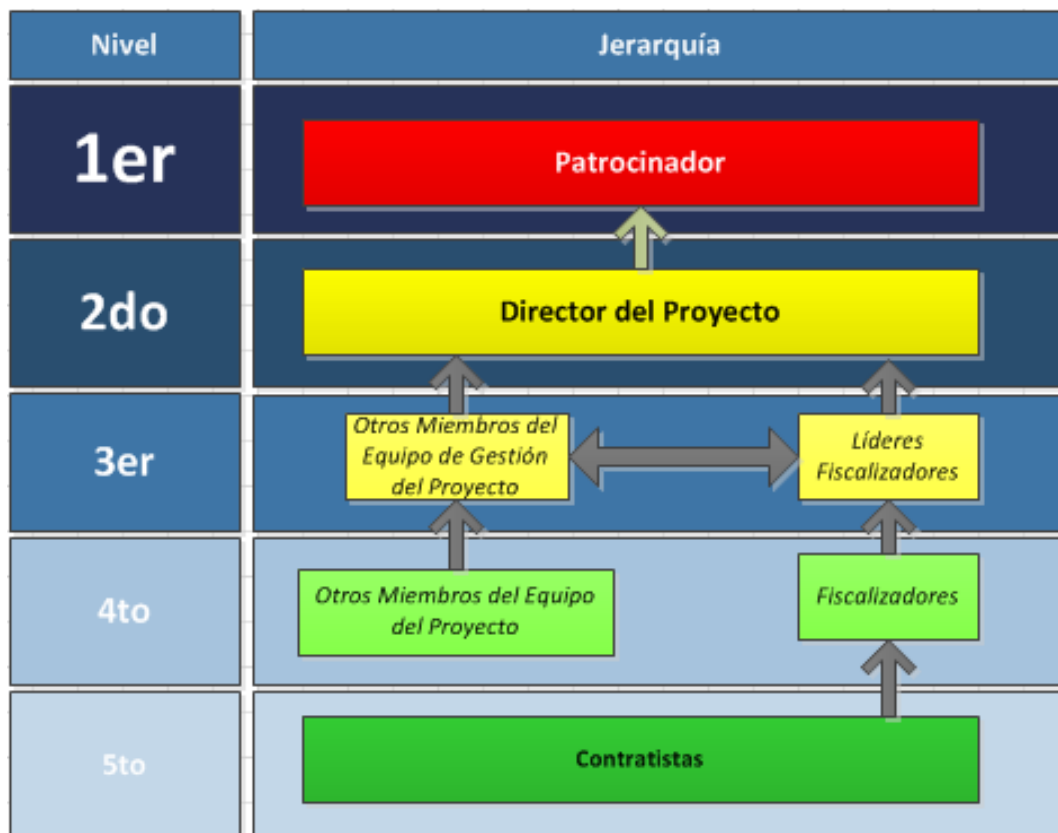 Nivel
Jerarquía
1er
Patrocinador
2do
Director del Proyecto
3er
Otros Miembros del
Equipo de Gestión
del Proyecto
Líderes
Fiscalizadores
4to
Otros Miembros del Equipo
del Proyecto
Fiscalizadores
5to
Contratistas